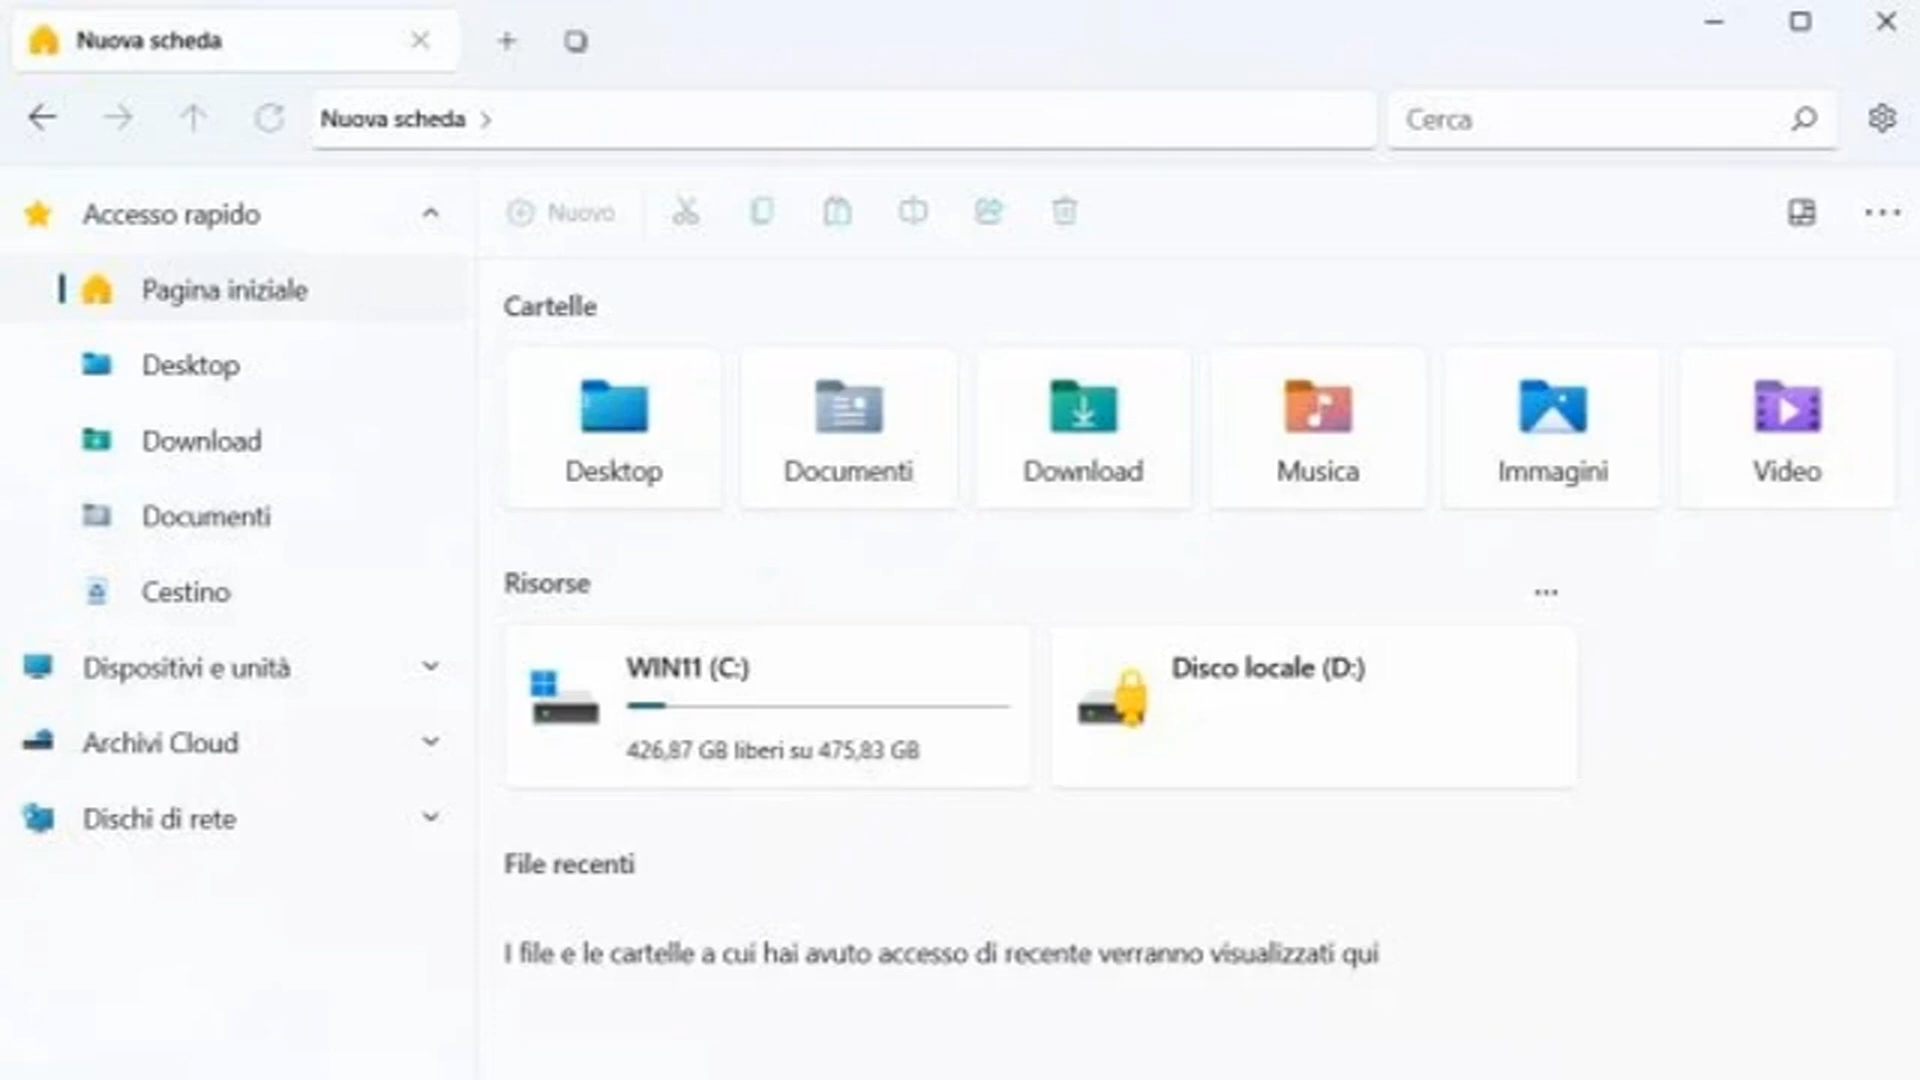 Nuova scheda
Nuova scheda
Cerca
Accesso rapido
Pagina iniziale
Desktop
Download
Documenti
Cestino
Dispositivi e unità
Archivi Cloud
Dischi di rete
Nuovo
Cartelle
Desktop
Documenti
Download
Musica
Immagini
Video
Risorse
WIN11 (C:)
426,87 GB liberi su 475,83 GB
Disco locale (D:)
File recenti
I file e le cartelle a cui hai avuto accesso di recente verranno visualizzati qui